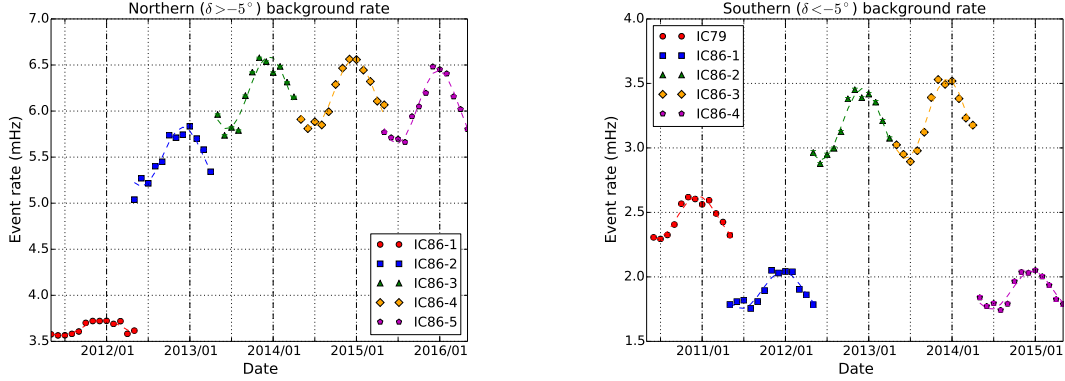 Northern (δ>−5°) background rate
7.0
6.5
6.0
5.5
5.0
4.5
4.0
3.5
Event rate (mHz)
IC86-1
IC86-2
IC86-3
IC86-4
IC86-5
2012/01 2013/01 2014/01 2015/01 2016/01
Date
Southern (δ<−5°) background rate
4.0
3.5
3.0
2.5
2.0
1.5
Event rate (mHz)
IC79
IC86-1
IC86-2
IC86-3
IC86-4
2011/01 2012/01 2013/01 2014/01 2015/01
Date